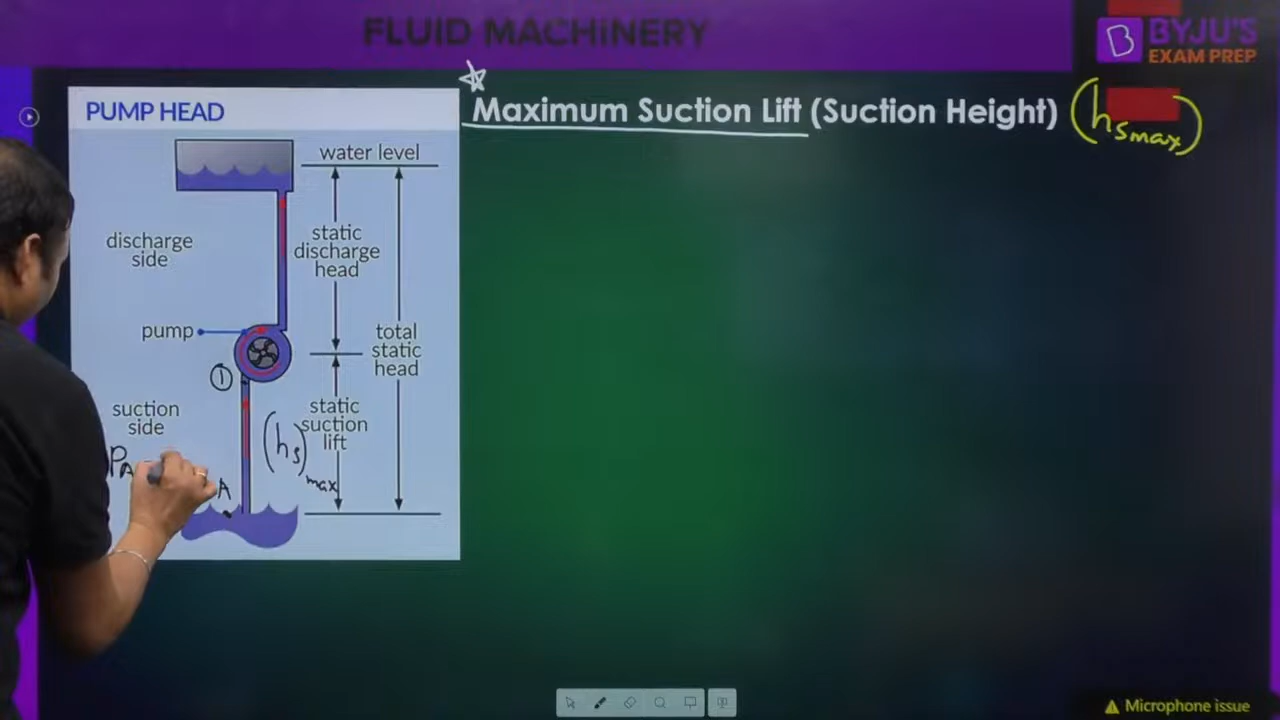 FLUID MACHINERY
BYJU'S
EXAM PREP
PUMP HEAD
Maximum Suction Lift (Suction Height) (hsmax)
water level
discharge
side
static
discharge
head
pump
total
static
head
①
suction
side
static
suction
lift
(hs)max
PA
A
Microphone issue